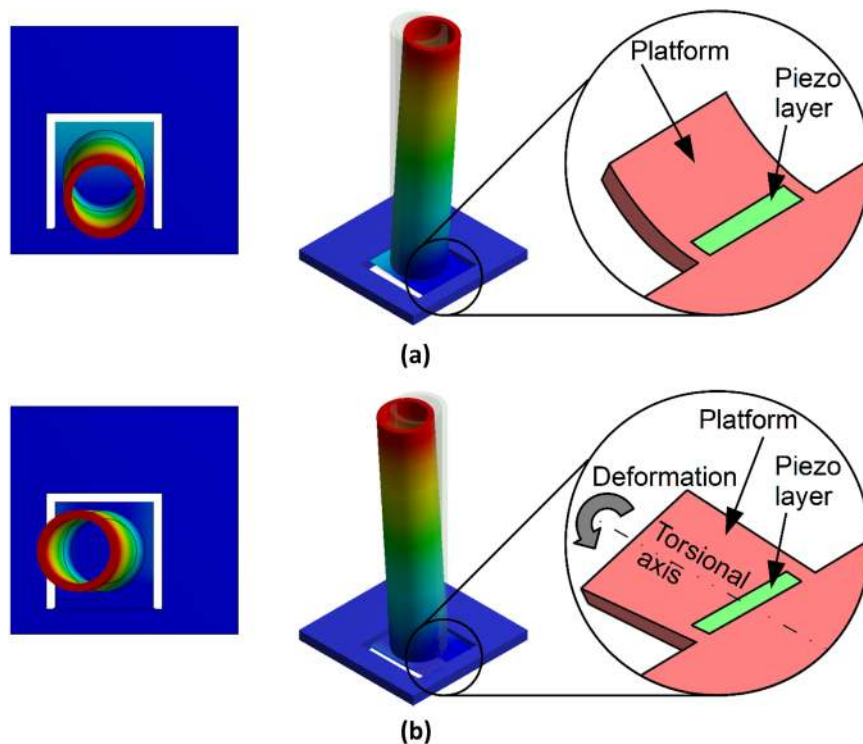 Platform
Piezo
layer
(a)
Platform
Piezo
layer
Deformation
Torsional
axis
(b)